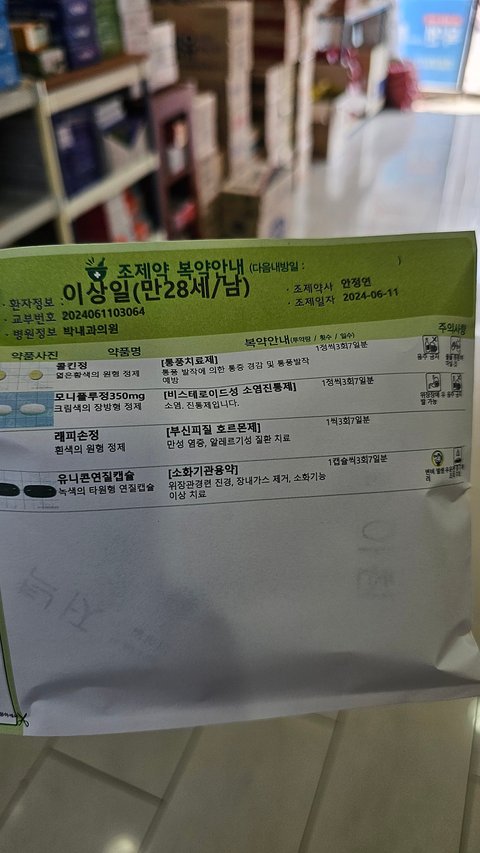 조제약 복약안내 (다음내방일 : )
· 환자정보 : 이상일(만28세/남)
· 조제약사 안정연
· 교부번호 2024061103064
· 조제일자 2024-06-11
· 병원정보 박내과의원
약품사진 약품명 복약안내(투약량 / 횟수 / 일수) 주의사항
콜킨정 [통풍치료제] 1정씩3회7일분
엷은황색의 원형 정제 통풍 발작에 의한 통증 경감 및 통풍발작
예방
모니플루정350mg [비스테로이드성 소염진통제] 1정씩3회7일분
크림색의 장방형 정제 소염, 진통제입니다.
래피손정 [부신피질 호르몬제] 1씩3회7일분
흰색의 원형 정제 만성 염증, 알레르기성 질환 치료
유니콘연질캡슐 [소화기관용약] 1캡슐씩3회7일분
녹색의 타원형 연질캡슐 위장관경련 진경, 장내가스 제거, 소화기능
이상 치료